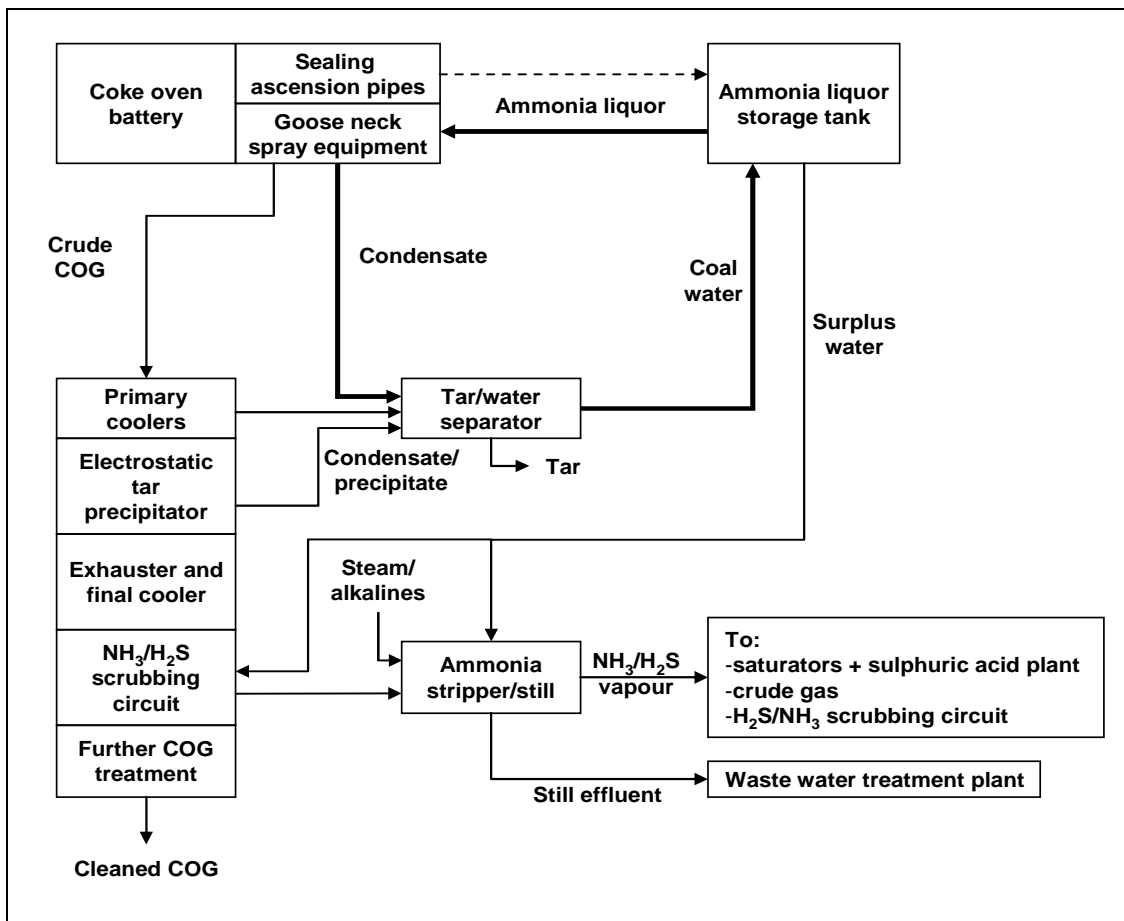 Coke oven
battery
Sealing
ascension pipes
Goose neck
spray equipment
Ammonia liquor
Ammonia liquor
storage tank
Crude
COG
Condensate
Coal
water
Surplus
water
Primary
coolers
Tar/water
separator
Electrostatic
tar
precipitator
Condensate/
precipitate
Tar
Exhauster and
final cooler
Steam/
alkalines
NH3/H2S
scrubbing
circuit
Ammonia
stripper/still
NH3/H2S
vapour
To:
-saturators + sulphuric acid plant
-crude gas
-H2S/NH3 scrubbing circuit
Further COG
treatment
Still effluent
Waste water treatment plant
Cleaned COG